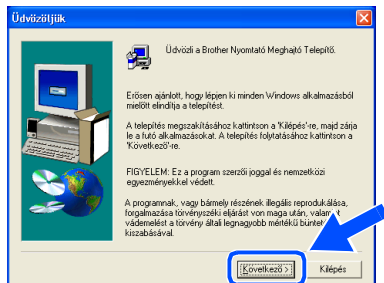 Üdvözöljük
Üdvözli a Brother Nyomtató Meghajtó Telepítő.
Erősen ajánlott, hogy lépjen ki minden Windows alkalmazásból
mielőtt elindítja a telepítést.
A telepítés megszakításához kattintson a 'Kilépés'-re, majd zárja
le a futó alkalmazásokat. A telepítés folytatásához kattintson a
'Következő'-re.
FIGYELEM: Ez a program szerzői joggal és nemzetközi
egyezményekkel védett.
A programnak, vagy bármely részének illegális reprodukálása,
forgalmazása törvényszéki eljárást von maga után, valamint
vádemelést a törvény általi legnagyobb mértékű
kiszabásával.
Következő >
Kilépés